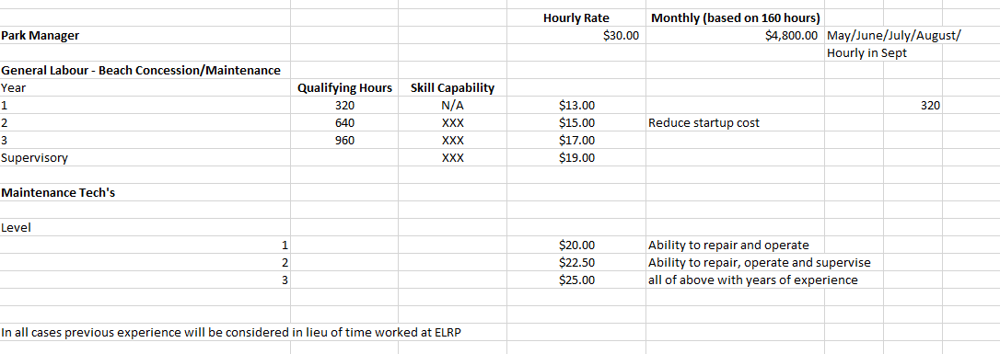 Hourly Rate Monthly (based on 160 hours)
Park Manager $30.00 $4,800.00 May/June/July/August/
Hourly in Sept
General Labour - Beach Concession/Maintenance
Year Qualifying Hours Skill Capability
1 320 N/A $13.00 320
2 640 XXX $15.00 Reduce startup cost
3 960 XXX $17.00
Supervisory XXX $19.00
Maintenance Tech's
Level
1 $20.00 Ability to repair and operate
2 $22.50 Ability to repair, operate and supervise
3 $25.00 all of above with years of experience
In all cases previous experience will be considered in lieu of time worked at ELRP